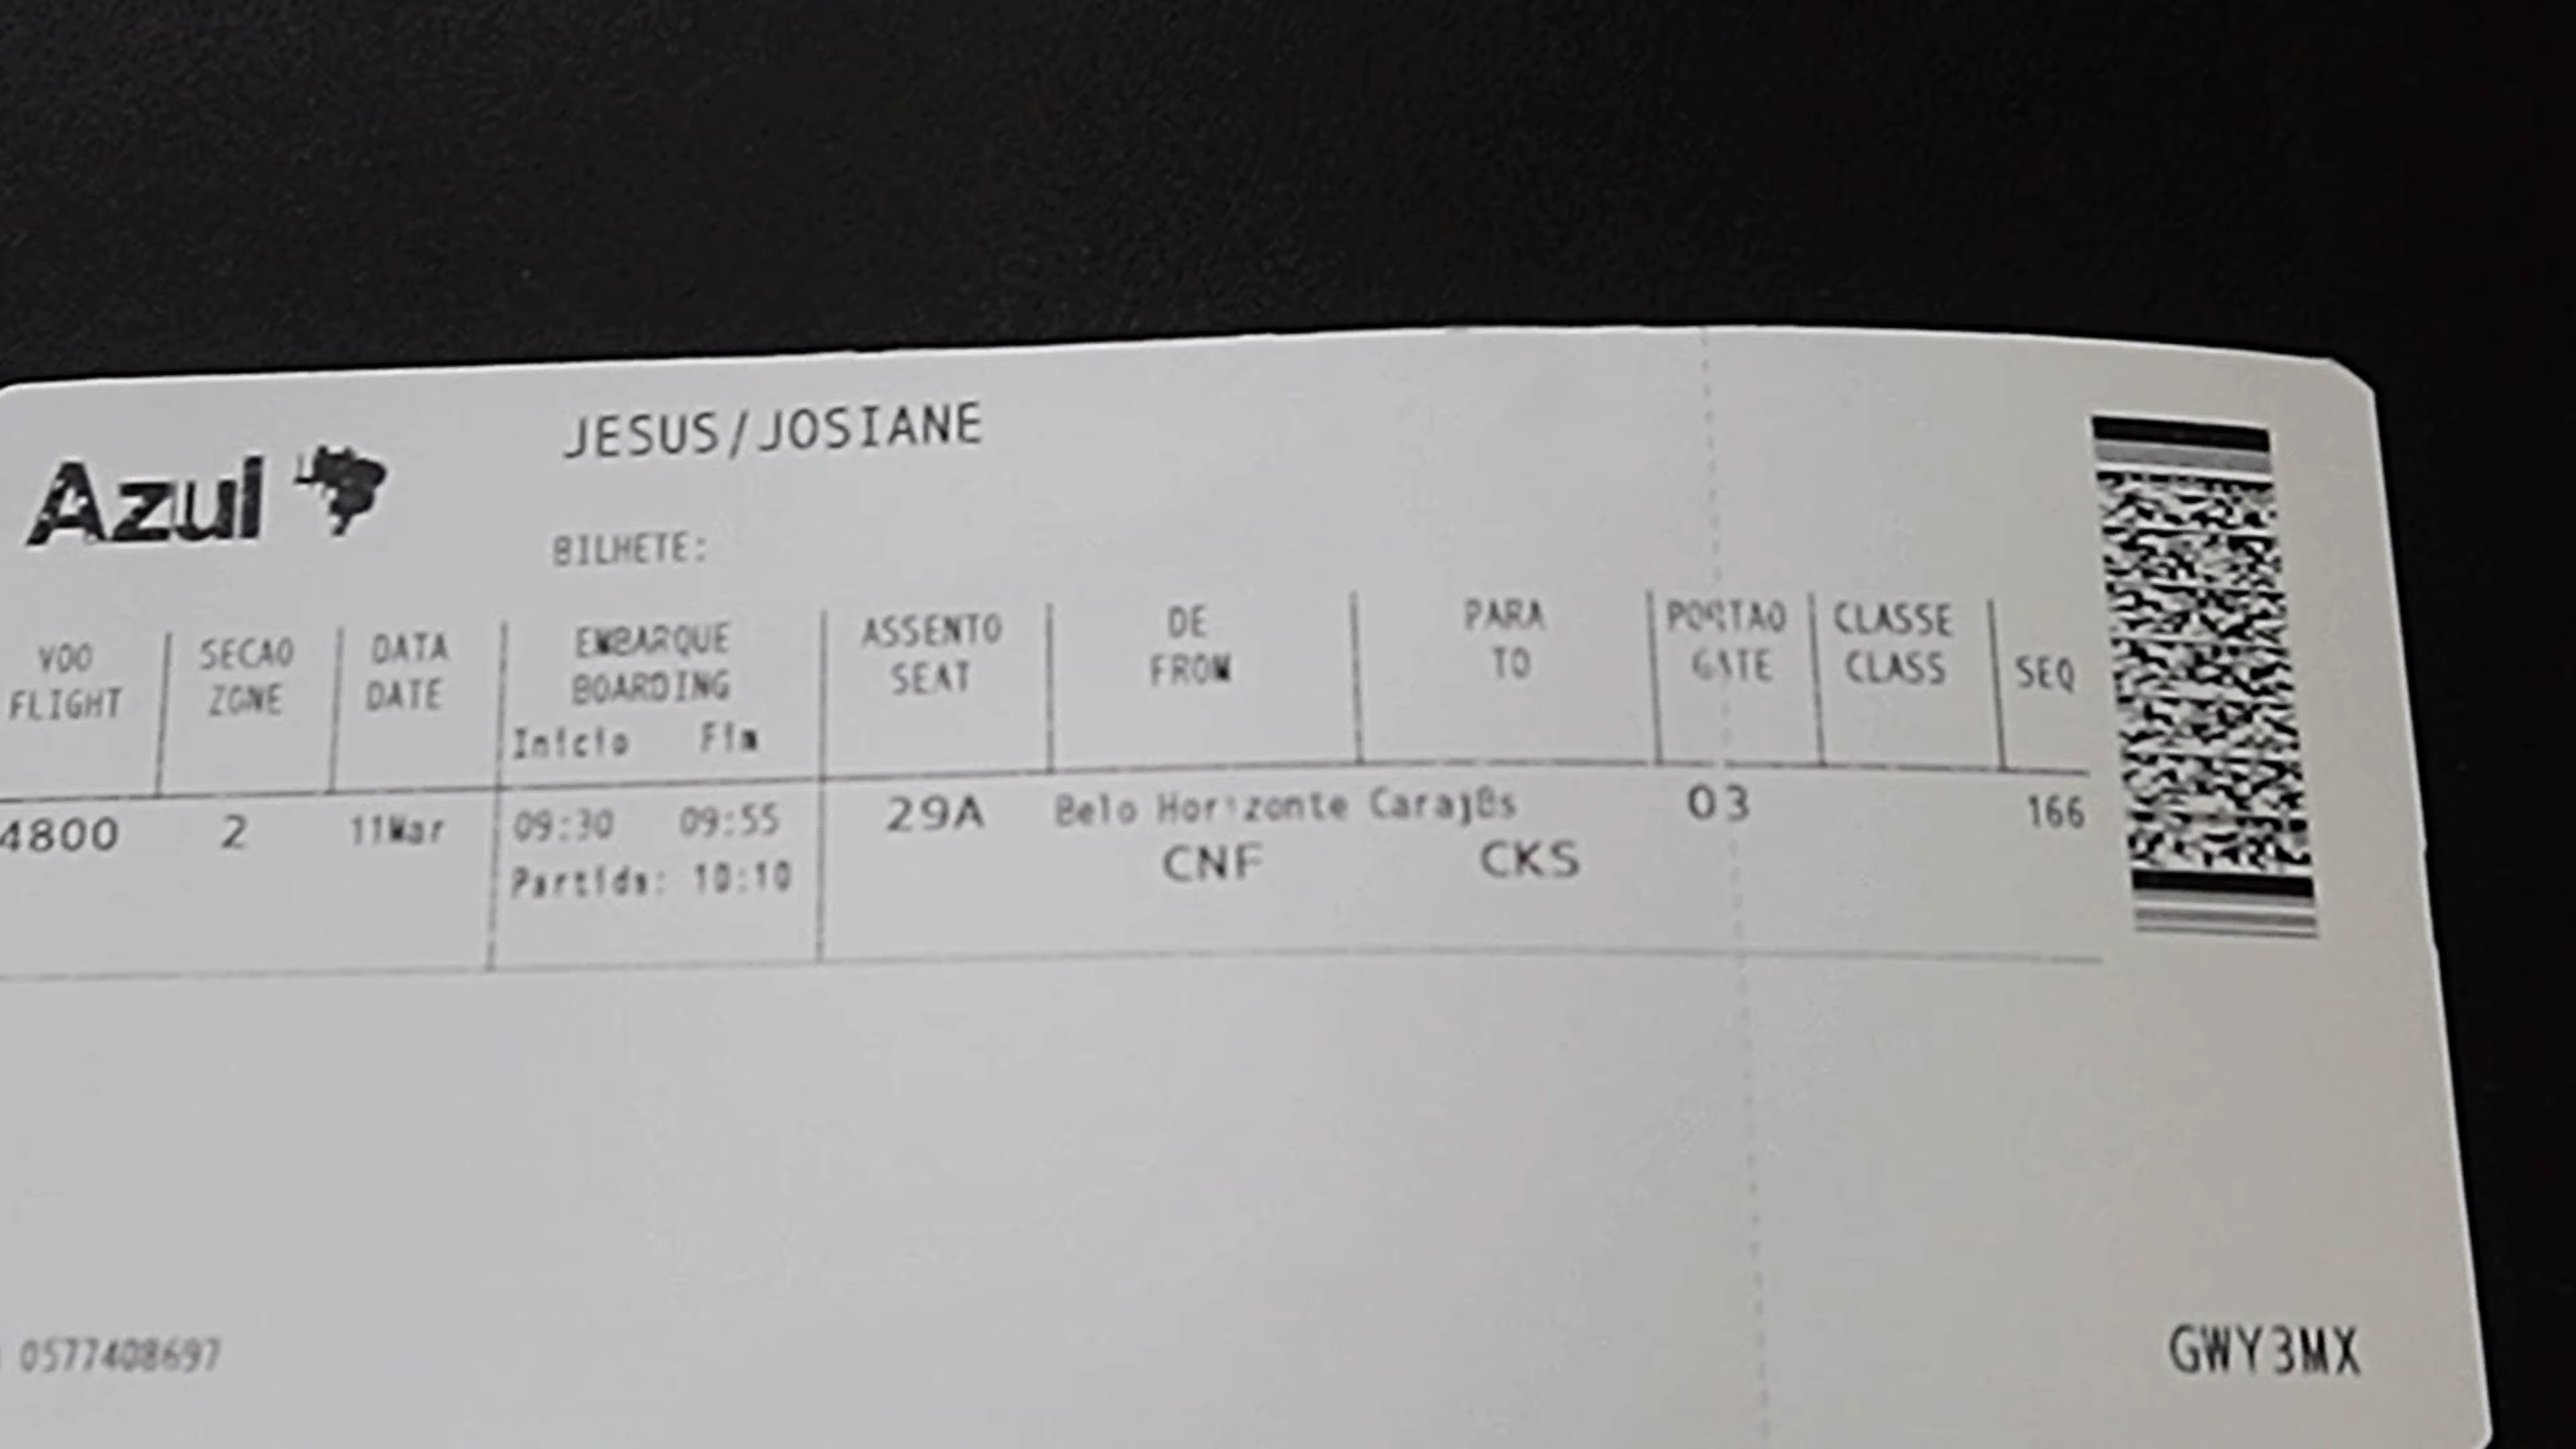 JESUS/JOSIANE
Azul
BILHETE:
VOO SECAO DATA EMBARQUE ASSENTO DE PARA PORTAO CLASSE
FLIGHT ZONE DATE BOARDING SEAT FROM TO GATE CLASS SEQ
Início Fim
4800 2 11Mar 09:30 09:55 29A Belo Horizonte Carajßs 03 166
Partida: 10:10 CNF CKS
0577408697 GWY3MX